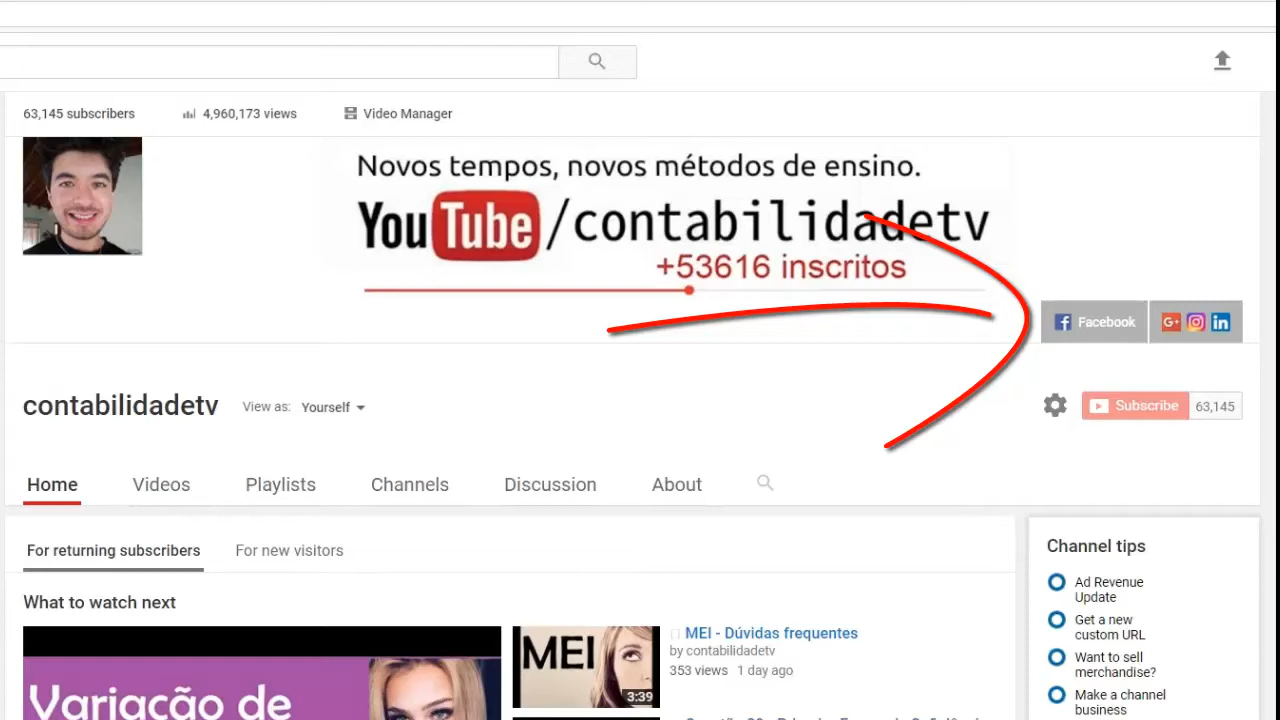 63,145 subscribers
4,960,173 views
Video Manager
Novos tempos, novos métodos de ensino.
YouTube/contabilidadetv
+53616 inscritos
Facebook
G+
in
contabilidadetv
View as: Yourself
Subscribe 63,145
Home Videos Playlists Channels Discussion About
For returning subscribers For new visitors
Channel tips
Ad Revenue
Update
Get a new
custom URL
Want to sell
merchandise?
Make a channel
business
What to watch next
Variação de
MEI
3:39
MEI - Dúvidas frequentes
by contabilidadetv
353 views 1 day ago